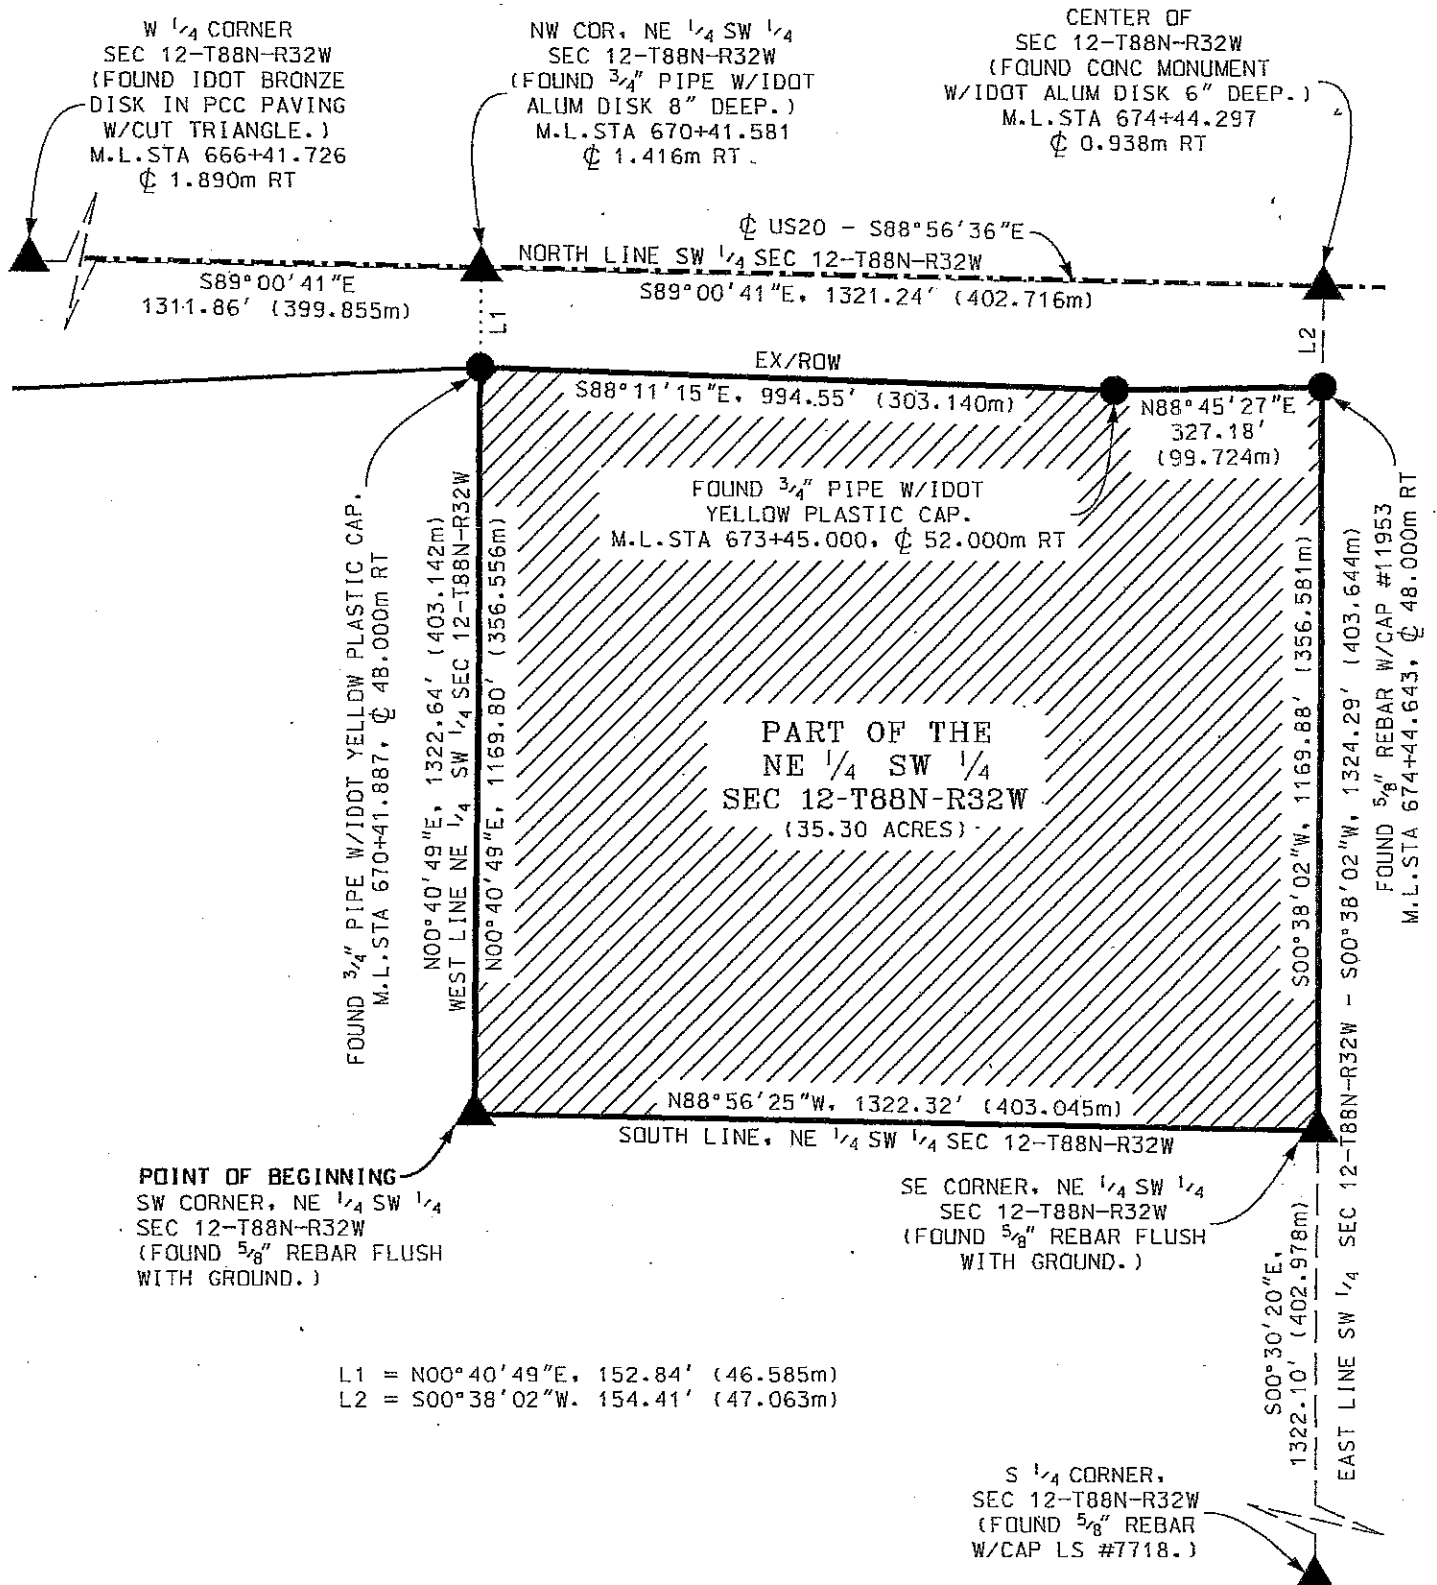 W 1/4 CORNER
SEC 12-T88N-R32W
(FOUND IDOT BRONZE
DISK IN PCC PAVING
W/CUT TRIANGLE.)
M.L.STA 666+41.726
℄ 1.890m RT
NW COR, NE 1/4 SW 1/4
SEC 12-T88N-R32W
(FOUND 3/4" PIPE W/IDOT
ALUM DISK 8" DEEP.)
M.L.STA 670+41.581
℄ 1.416m RT.
CENTER OF
SEC 12-T88N-R32W
(FOUND CONC MONUMENT
W/IDOT ALUM DISK 6" DEEP.)
M.L.STA 674+44.297
℄ 0.938m RT
℄ US20 - S88°56'36"E
NORTH LINE SW 1/4 SEC 12-T88N-R32W
S89°00'41"E
1311.86' (399.855m)
S89°00'41"E, 1321.24' (402.716m)
L1
L2
EX/ROW
S88°11'15"E, 994.55' (303.140m)
N88°45'27"E
327.18'
(99.724m)
FOUND 3/4" PIPE W/IDOT
YELLOW PLASTIC CAP.
M.L.STA 673+45.000, ℄ 52.000m RT
FOUND 3/4" PIPE W/IDOT YELLOW PLASTIC CAP.
M.L.STA 670+41.887, ℄ 48.000m RT
N00°40'49"E, 1322.64' (403.142m)
WEST LINE NE 1/4 SW 1/4 SEC 12-T88N-R32W
N00°40'49"E, 1169.80' (356.556m)
PART OF THE
NE 1/4 SW 1/4
SEC 12-T88N-R32W
(35.30 ACRES)
S00°38'02"W, 1169.88' (356.581m)
EAST LINE SW 1/4 SEC 12-T88N-R32W - S00°38'02"W, 1324.29' (403.644m)
FOUND 5/8" REBAR W/CAP #11953
M.L.STA 674+44.643, ℄ 48.000m RT
N88°56'25"W, 1322.32' (403.045m)
SOUTH LINE, NE 1/4 SW 1/4 SEC 12-T88N-R32W
POINT OF BEGINNING
SW CORNER, NE 1/4 SW 1/4
SEC 12-T88N-R32W
(FOUND 5/8" REBAR FLUSH
WITH GROUND.)
SE CORNER, NE 1/4 SW 1/4
SEC 12-T88N-R32W
(FOUND 5/8" REBAR FLUSH
WITH GROUND.)
S00°30'20"E,
1322.10' (402.978m)
L1 = N00°40'49"E, 152.84' (46.585m)
L2 = S00°38'02"W. 154.41' (47.063m)
S 1/4 CORNER,
SEC 12-T88N-R32W
(FOUND 5/8" REBAR
W/CAP LS #7718.)